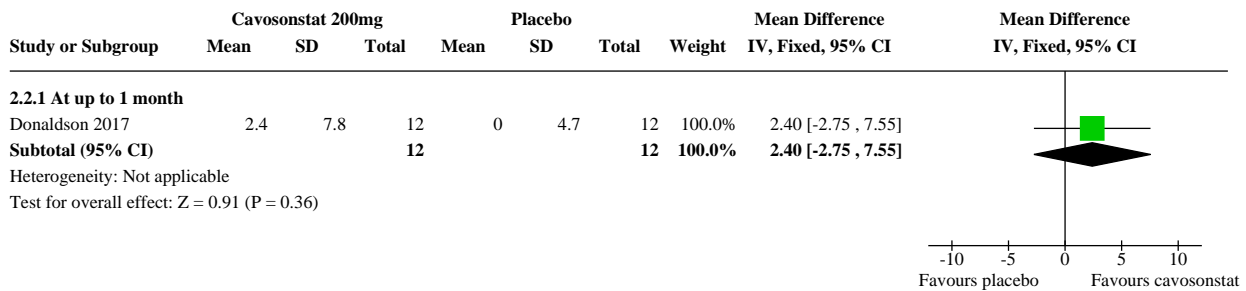 Cavosonstat 200mg Placebo Mean Difference Mean Difference
Study or Subgroup Mean SD Total Mean SD Total Weight IV, Fixed, 95% CI IV, Fixed, 95% CI
2.2.1 At up to 1 month
Donaldson 2017 2.4 7.8 12 0 4.7 12 100.0% 2.40 [-2.75 , 7.55]
Subtotal (95% CI) 12 12 100.0% 2.40 [-2.75 , 7.55]
Heterogeneity: Not applicable
Test for overall effect: Z = 0.91 (P = 0.36)
-10 -5 0 5 10
Favours placebo Favours cavosonstat